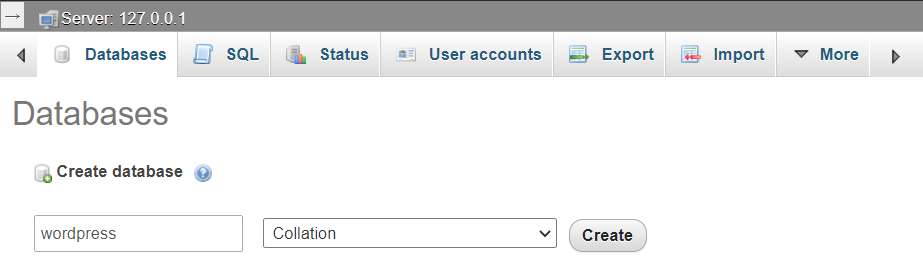 Server: 127.0.0.1
Databases SQL Status User accounts Export Import More
Databases
Create database
wordpress Collation Create